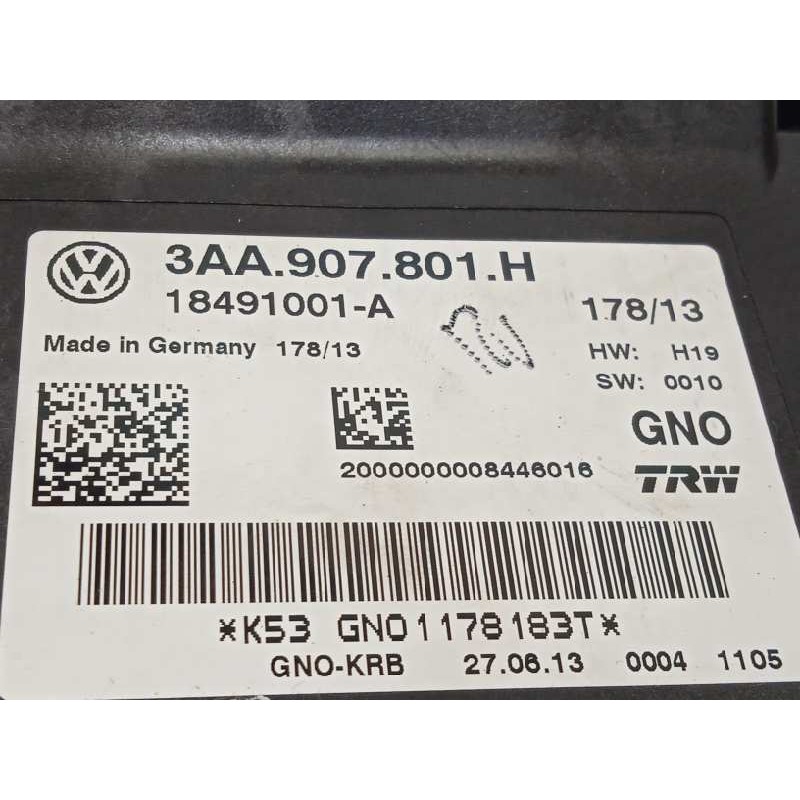 3AA.907.801.H
18491001-A
178/13
Made in Germany 178/13
HW: H19
SW: 0010
GNO
2000000008446016
TRW
*K53 GNO1178183T*
GNO-KRB 27.06.13 0004 1105